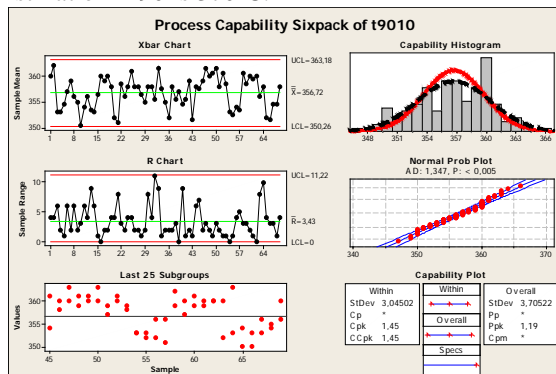 Process Capability Sixpack of t9010
Xbar Chart
Sample Mean
360
355
350
1 8 15 22 29 36 43 50 57 64
UCL=363,18
X=356,72
LCL=350,26
R Chart
Sample Range
10
5
0
1 8 15 22 29 36 43 50 57 64
UCL=11,22
R=3,43
LCL=0
Last 25 Subgroups
Values
360
355
350
45 50 55 60 65
Sample
Capability Histogram
348 351 354 357 360 363 366
Normal Prob Plot
AD: 1,347, P: < 0,005
340 350 360 370
Capability Plot
Within
StDev 3,04502
Cp *
Cpk 1,45
CCpk 1,45
Within
Overall
Specs
Overall
StDev 3,70522
Pp *
Ppk 1,19
Cpm *